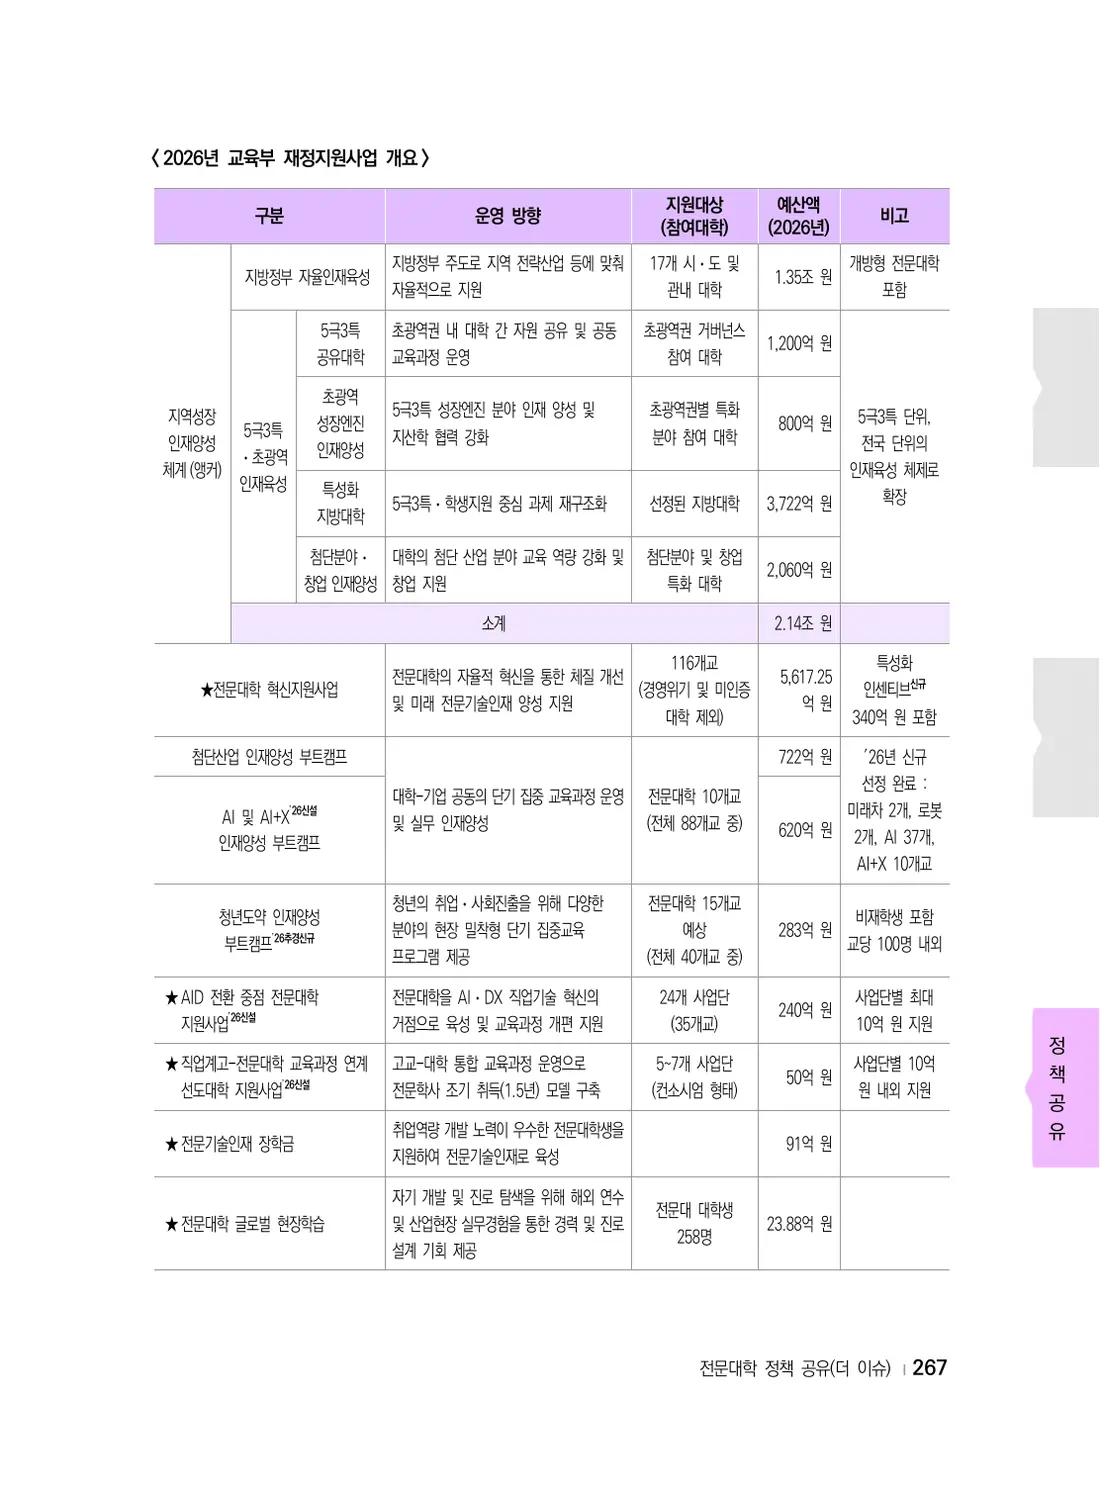 < 2026년 교육부 재정지원사업 개요 >
구분
운영 방향
지원대상
(참여대학)
예산액
(2026년)
비고
지역성장
인재양성
체계 (앵커)
지방정부 자율인재육성
지방정부 주도로 지역 전략산업 등에 맞춰
자율적으로 지원
17개 시·도 및
관내 대학
1.35조 원
개방형 전문대학
포함
5극3특
·초광역
인재육성
5극3특
공유대학
초광역권 내 대학 간 자원 공유 및 공동
교육과정 운영
초광역권 거버넌스
참여 대학
1,200억 원
5극3특 단위,
전국 단위의
인재육성 체제로
확장
초광역
성장엔진
인재양성
5극3특 성장엔진 분야 인재 양성 및
지산학 협력 강화
초광역권별 특화
분야 참여 대학
800억 원
특성화
지방대학
5극3특·학생지원 중심 과제 재구조화
선정된 지방대학
3,722억 원
첨단분야·
창업 인재양성
대학의 첨단 산업 분야 교육 역량 강화 및
창업 지원
첨단분야 및 창업
특화 대학
2,060억 원
소계
2.14조 원
★전문대학 혁신지원사업
전문대학의 자율적 혁신을 통한 체질 개선
및 미래 전문기술인재 양성 지원
116개교
(경영위기 및 미인증
대학 제외)
5,617.25
억 원
특성화
인센티브신규
340억 원 포함
첨단산업 인재양성 부트캠프
대학-기업 공동의 단기 집중 교육과정 운영
및 실무 인재양성
전문대학 10개교
(전체 88개교 중)
722억 원
'26년 신규
선정 완료 :
미래차 2개, 로봇
2개, AI 37개,
AI+X 10개교
AI 및 AI+X'26신설
인재양성 부트캠프
620억 원
청년도약 인재양성
부트캠프'26추경신규
청년의 취업·사회진출을 위해 다양한
분야의 현장 밀착형 단기 집중교육
프로그램 제공
전문대학 15개교
예상
(전체 40개교 중)
283억 원
비재학생 포함
교당 100명 내외
★AID 전환 중점 전문대학
지원사업'26신설
전문대학을 AI·DX 직업기술 혁신의
거점으로 육성 및 교육과정 개편 지원
24개 사업단
(35개교)
240억 원
사업단별 최대
10억 원 지원
★직업계고-전문대학 교육과정 연계
선도대학 지원사업'26신설
고교-대학 통합 교육과정 운영으로
전문학사 조기 취득(1.5년) 모델 구축
5~7개 사업단
(컨소시엄 형태)
50억 원
사업단별 10억
원 내외 지원
★전문기술인재 장학금
취업역량 개발 노력이 우수한 전문대학생을
지원하여 전문기술인재로 육성
91억 원
★전문대학 글로벌 현장학습
자기 개발 및 진로 탐색을 위해 해외 연수
및 산업현장 실무경험을 통한 경력 및 진로
설계 기회 제공
전문대 대학생
258명
23.88억 원
정
책
공
유
전문대학 정책 공유(더 이슈) | 267